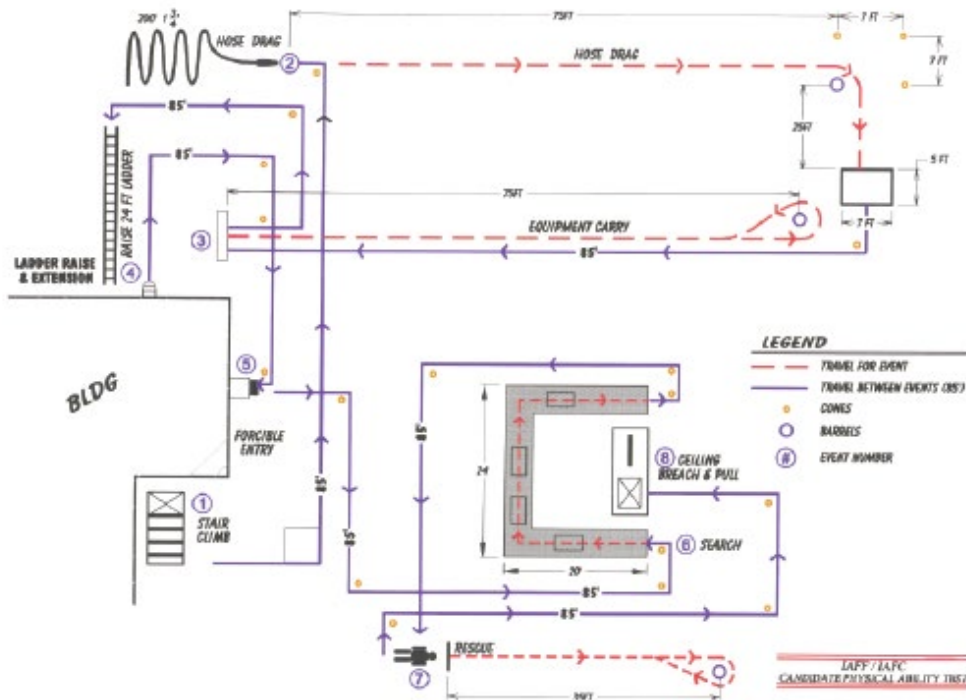 200' 1 3/4
HOSE DRAG
2
75FT
7 FT
HOSE DRAG
7 FT
85'
25FT
85'
5 FT
RAISE 24 FT LADDER
75FT
7 FT
3
EQUIPMENT CARRY
85'
LADDER RAISE
& EXTENSION
4
BLDG
5
FORCIBLE
ENTRY
LEGEND
TRAVEL FOR EVENT
TRAVEL BETWEEN EVENTS (85')
CONES
BARRELS
# EVENT NUMBER
85'
24'
8 CEILING
BREACH & PULL
1
STAIR
CLIMB
85'
85'
6 SEARCH
20'
85'
85'
RESCUE
7
35FT
IAFF / IAFC
CANDIDATE PHYSICAL ABILITY TEST